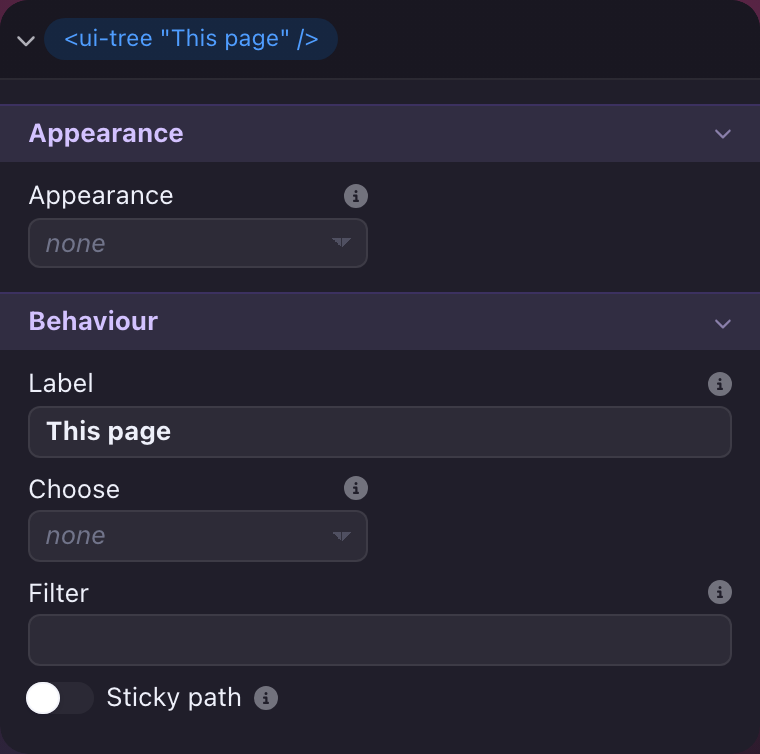 <ui-tree "This page" />
Appearance
Appearance
none
Behaviour
Label
This page
Choose
none
Filter
Sticky path